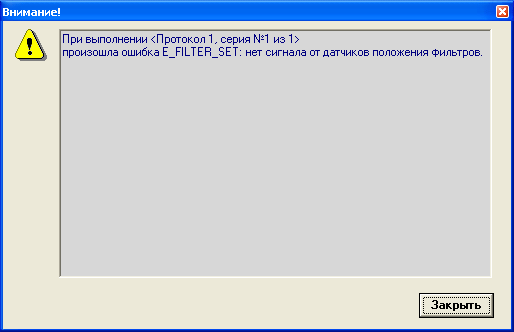 Внимание!
При выполнении <Протокол 1, серия №1 из 1>
произошла ошибка E_FILTER_SET: нет сигнала от датчиков положения фильтров.
Закрыть